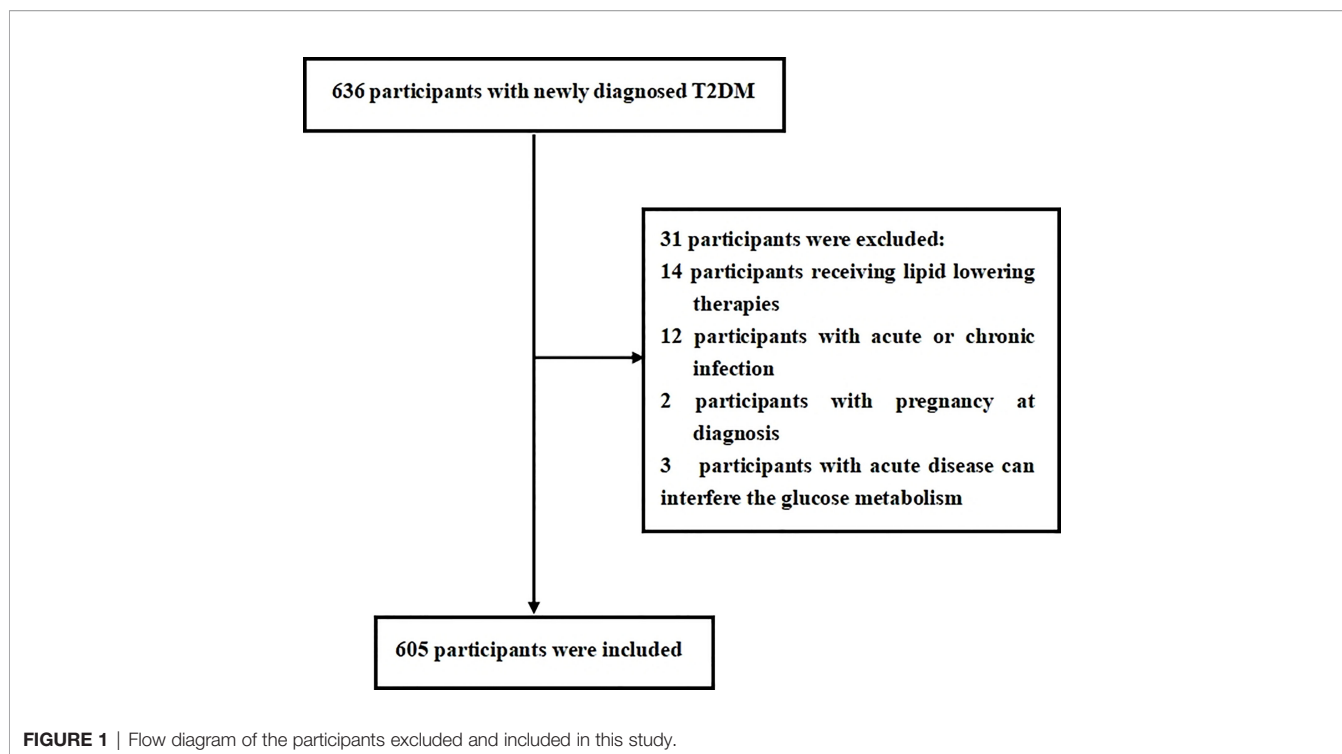 636 participants with newly diagnosed T2DM
31 participants were excluded:
14 participants receiving lipid lowering
therapies
12 participants with acute or chronic
infection
2 participants with pregnancy at
diagnosis
3 participants with acute disease can
interfere the glucose metabolism
605 participants were included
FIGURE 1 | Flow diagram of the participants excluded and included in this study.